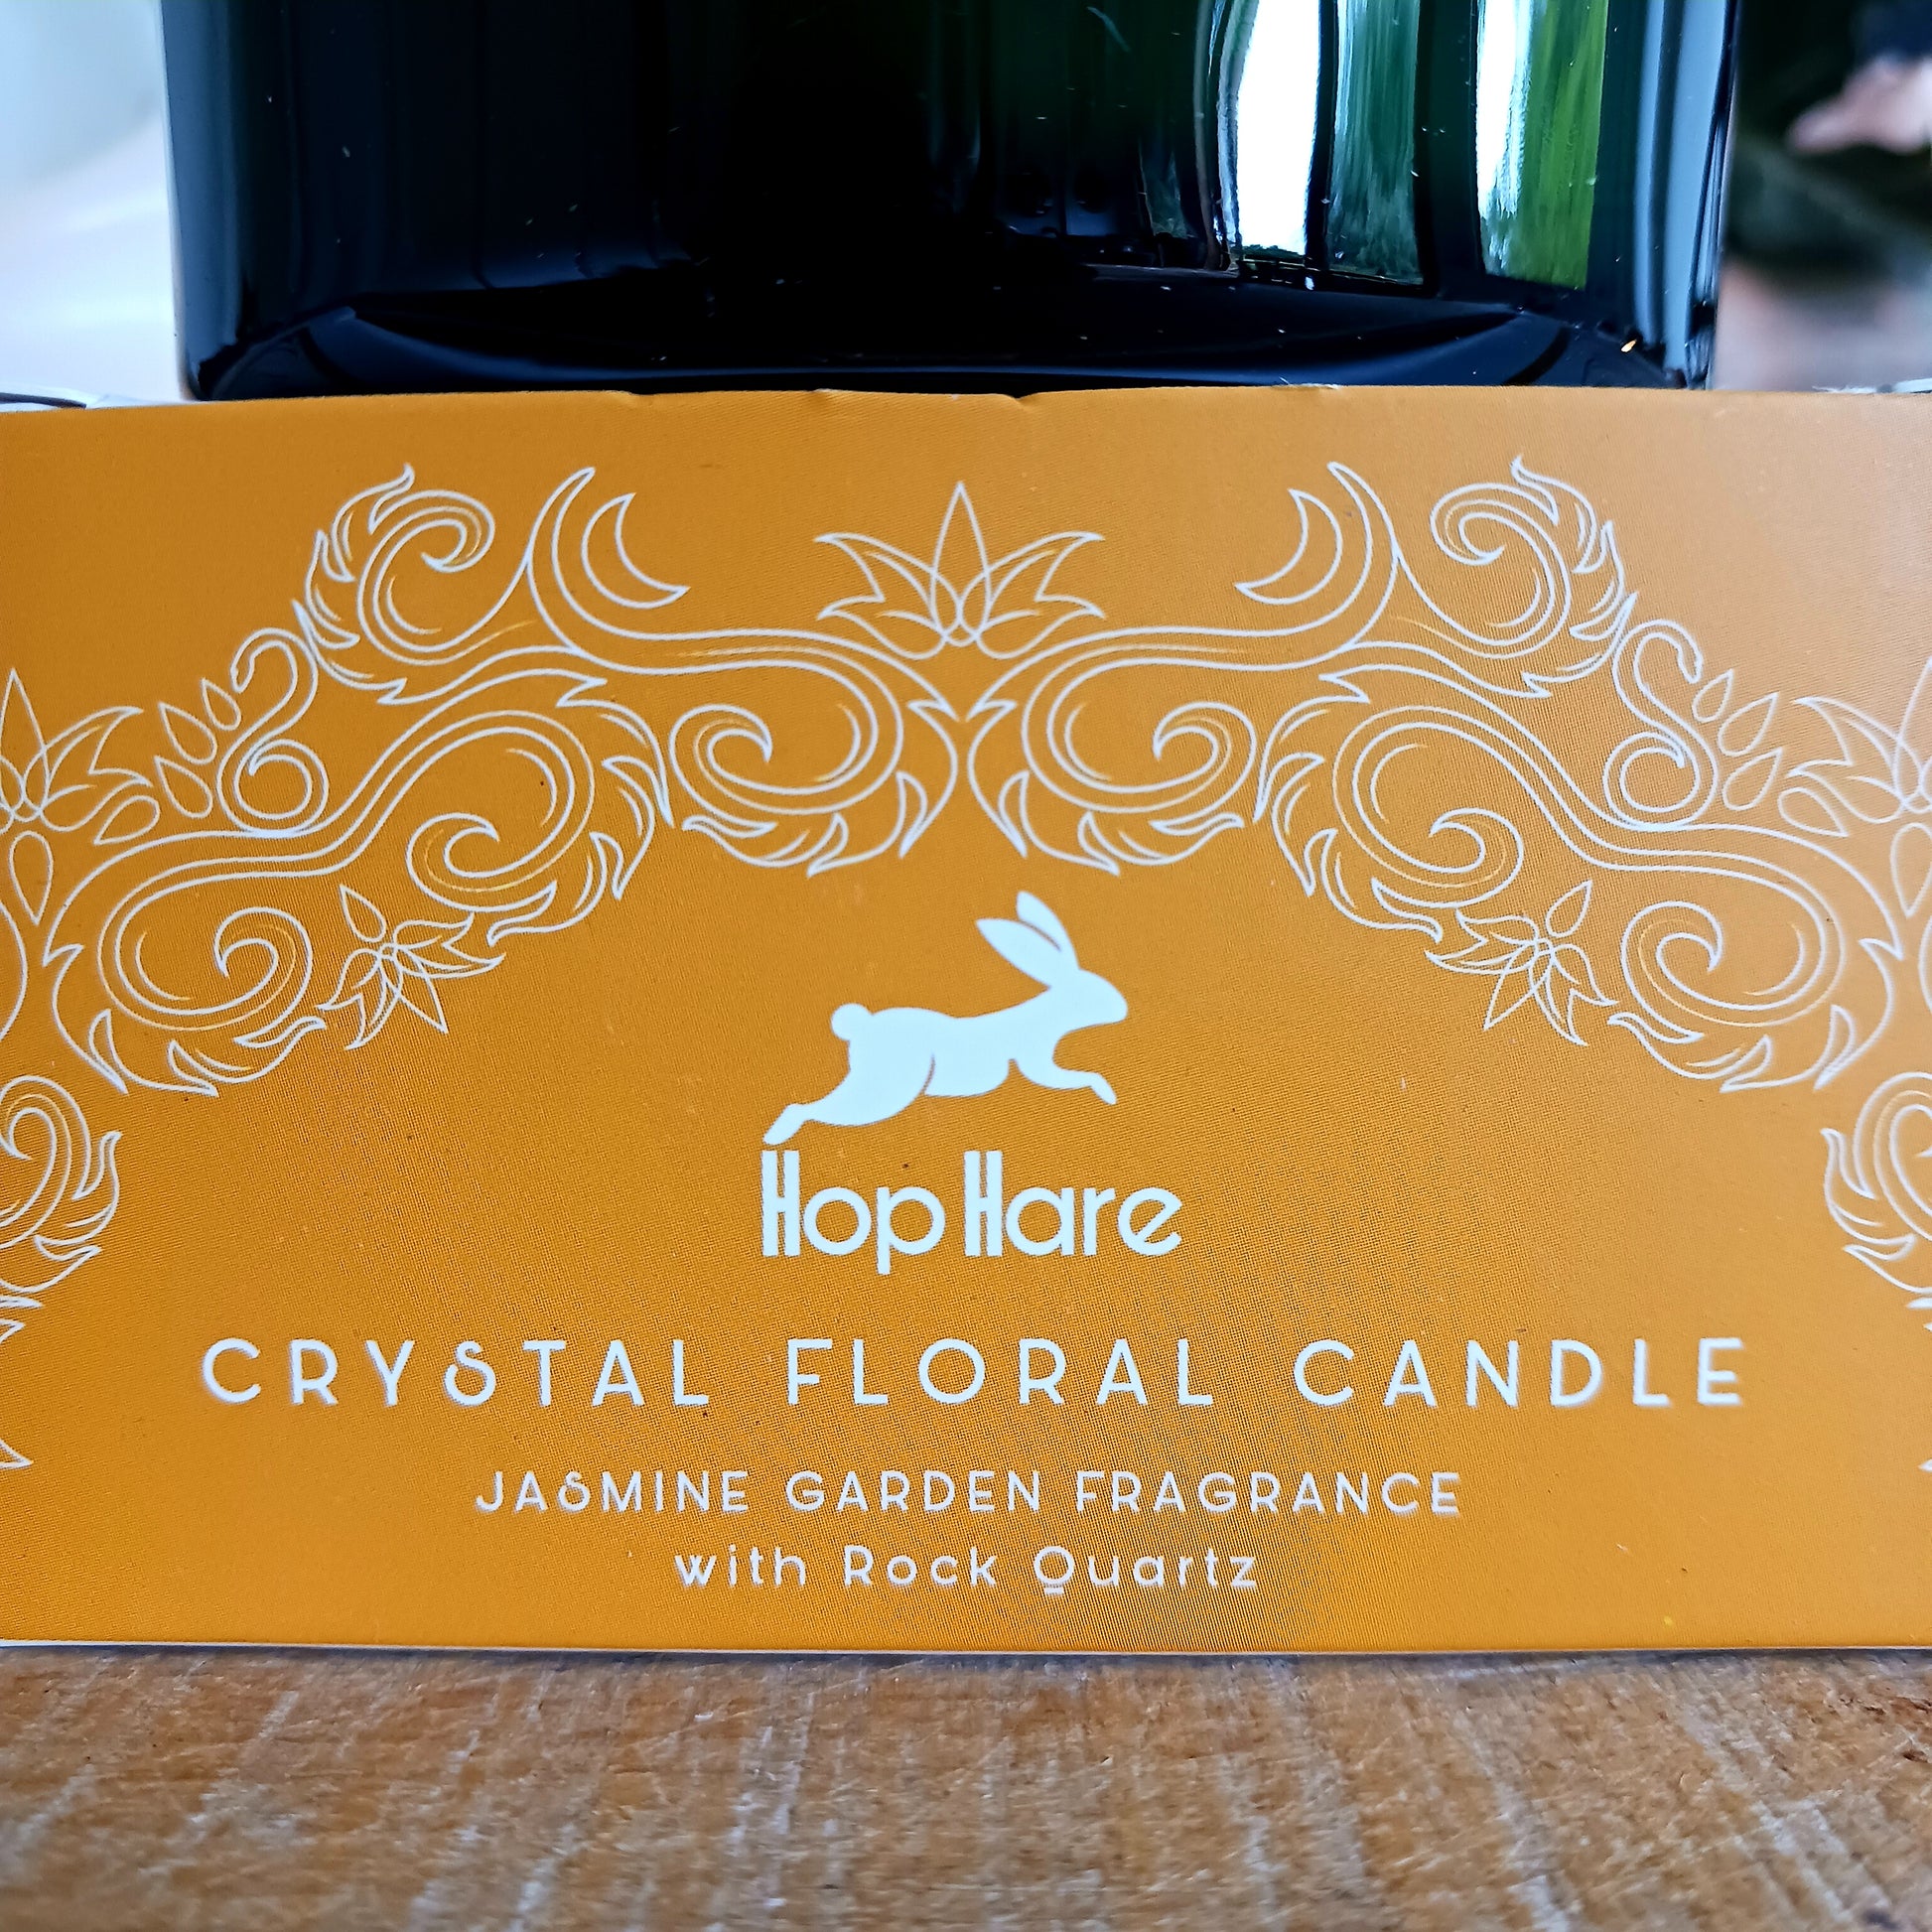 Hop Hare
CRYSTAL FLORAL CANDLE
JASMINE GARDEN FRAGRANCE
with Rock Quartz